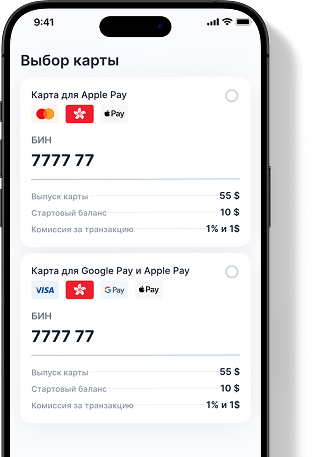 9:41
Выбор карты
Карта для Apple Pay
Pay
БИН
7777 77
Выпуск карты 55 $
Стартовый баланс 10 $
Комиссия за транзакцию 1% и 1$
Карта для Google Pay и Apple Pay
VISA G Pay Pay
БИН
7777 77
Выпуск карты 55 $
Стартовый баланс 10 $
Комиссия за транзакцию 1% и 1$